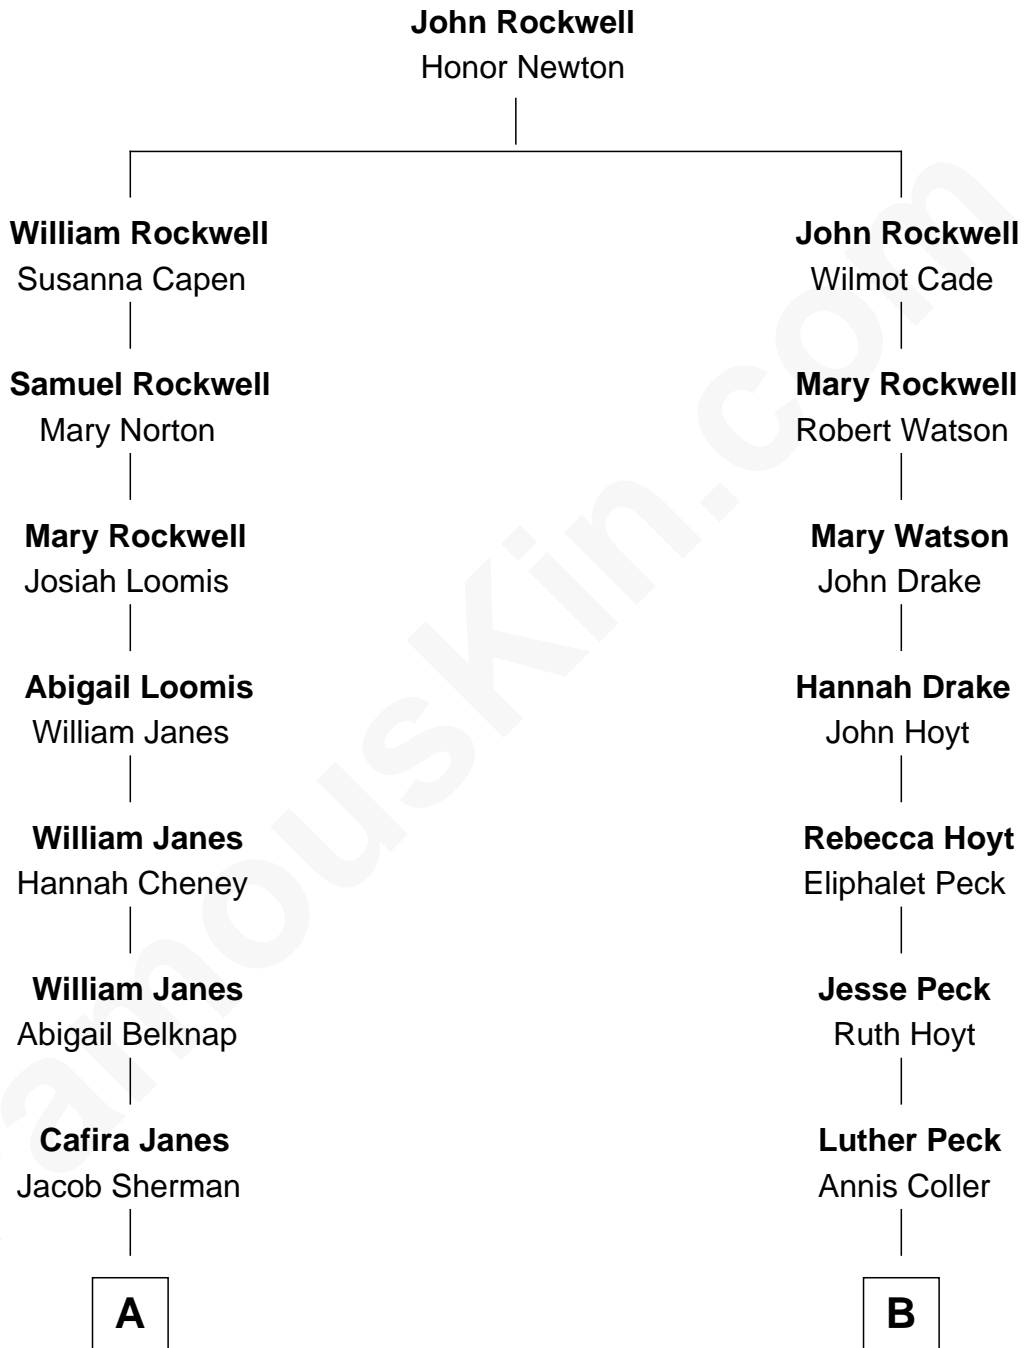 John Rockwell
Honor Newton
William Rockwell
Susanna Capen
John Rockwell
Wilmot Cade
Samuel Rockwell
Mary Norton
Mary Rockwell
Robert Watson
Mary Rockwell
Josiah Loomis
Mary Watson
John Drake
Abigail Loomis
William Janes
Hannah Drake
John Hoyt
William Janes
Hannah Cheney
Rebecca Hoyt
Eliphalet Peck
William Janes
Abigail Belknap
Jesse Peck
Ruth Hoyt
Cafira Janes
Jacob Sherman
Luther Peck
Annis Coller
A
B
amouskin.com